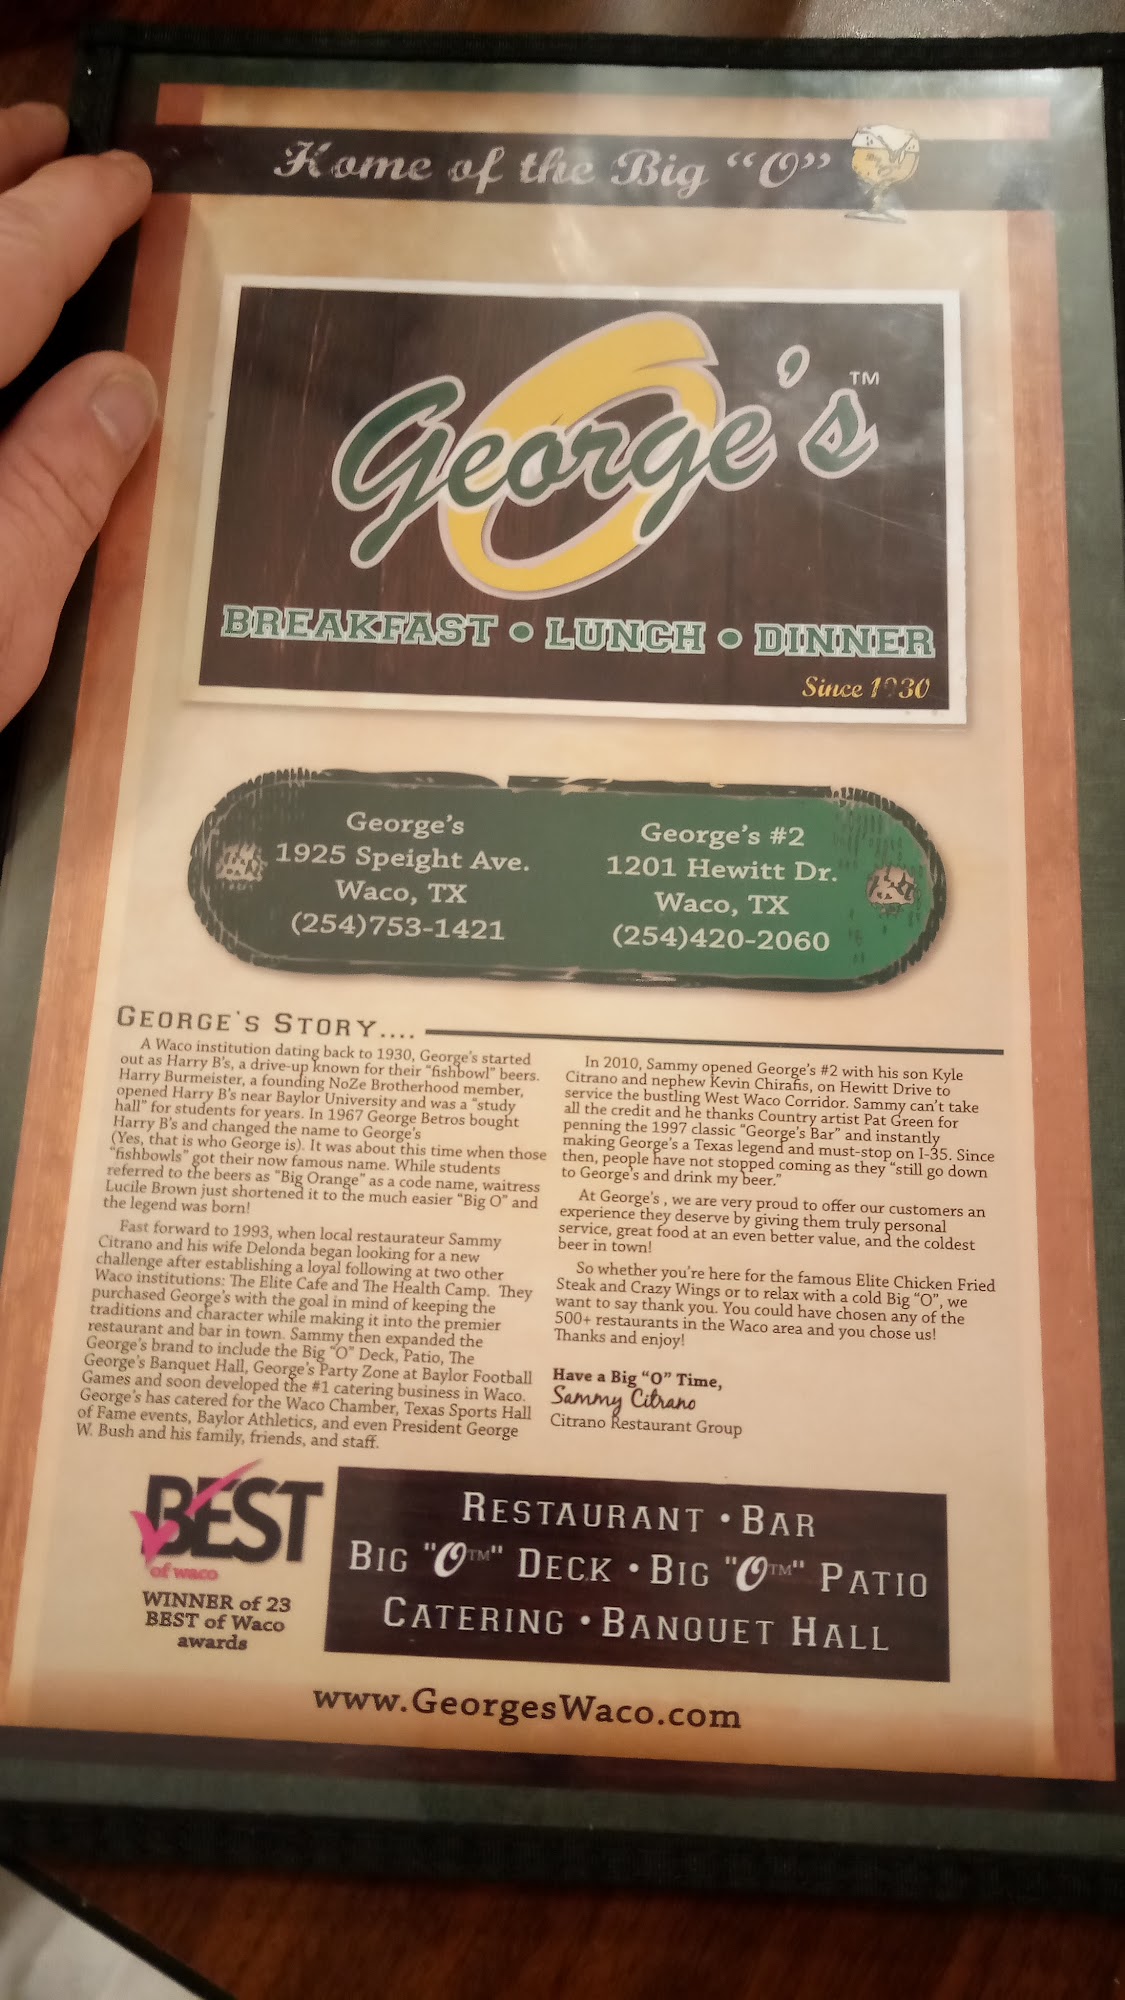 Home of the Big "O"
George's™
BREAKFAST • LUNCH • DINNER
Since 1930
George's
1925 Speight Ave.
Waco, TX
(254)753-1421
George's #2
1201 Hewitt Dr.
Waco, TX
(254)420-2060
GEORGE'S STORY....
A Waco institution dating back to 1930, George's started
out as Harry B's, a drive-up known for their "fishbowl" beers.
Harry Burmeister, a founding NoZe Brotherhood member,
opened Harry B's near Baylor University and was a "study
hall" for students for years. In 1967 George Betros bought
Harry B's and changed the name to George's
(Yes, that is who George is). It was about this time when those
"fishbowls" got their now famous name. While students
referred to the beers as "Big Orange" as a code name, waitress
Lucile Brown just shortened it to the much easier "Big O" and
the legend was born!
Fast forward to 1993, when local restaurateur Sammy
Citrano and his wife Delonda began looking for a new
challenge after establishing a loyal following at two other
Waco institutions: The Elite Cafe and The Health Camp. They
purchased George's with the goal in mind of keeping the
traditions and character while making it into the premier
restaurant and bar in town. Sammy then expanded the
George's brand to include the Big "O" Deck, Patio, The
George's Banquet Hall, George's Party Zone at Baylor Football
Games and soon developed the #1 catering business in Waco.
George's has catered for the Waco Chamber, Texas Sports Hall
of Fame events, Baylor Athletics, and even President George
W. Bush and his family, friends, and staff.
In 2010, Sammy opened George's #2 with his son Kyle
Citrano and nephew Kevin Chirafis, on Hewitt Drive to
service the bustling West Waco Corridor. Sammy can't take
all the credit and he thanks Country artist Pat Green for
penning the 1997 classic "George's Bar" and instantly
making George's a Texas legend and must-stop on I-35. Since
then, people have not stopped coming as they "still go down
to George's and drink my beer."
At George's , we are very proud to offer our customers an
experience they deserve by giving them truly personal
service, great food at an even better value, and the coldest
beer in town!
So whether you're here for the famous Elite Chicken Fried
Steak and Crazy Wings or to relax with a cold Big "O", we
want to say thank you. You could have chosen any of the
500+ restaurants in the Waco area and you chose us!
Thanks and enjoy!
Have a Big "O" Time,
Sammy Citrano
Citrano Restaurant Group
BEST
of waco
WINNER of 23
BEST of Waco
awards
RESTAURANT • BAR
BIG "O™" DECK • BIG "O™" PATIO
CATERING • BANQUET HALL
www.GeorgesWaco.com